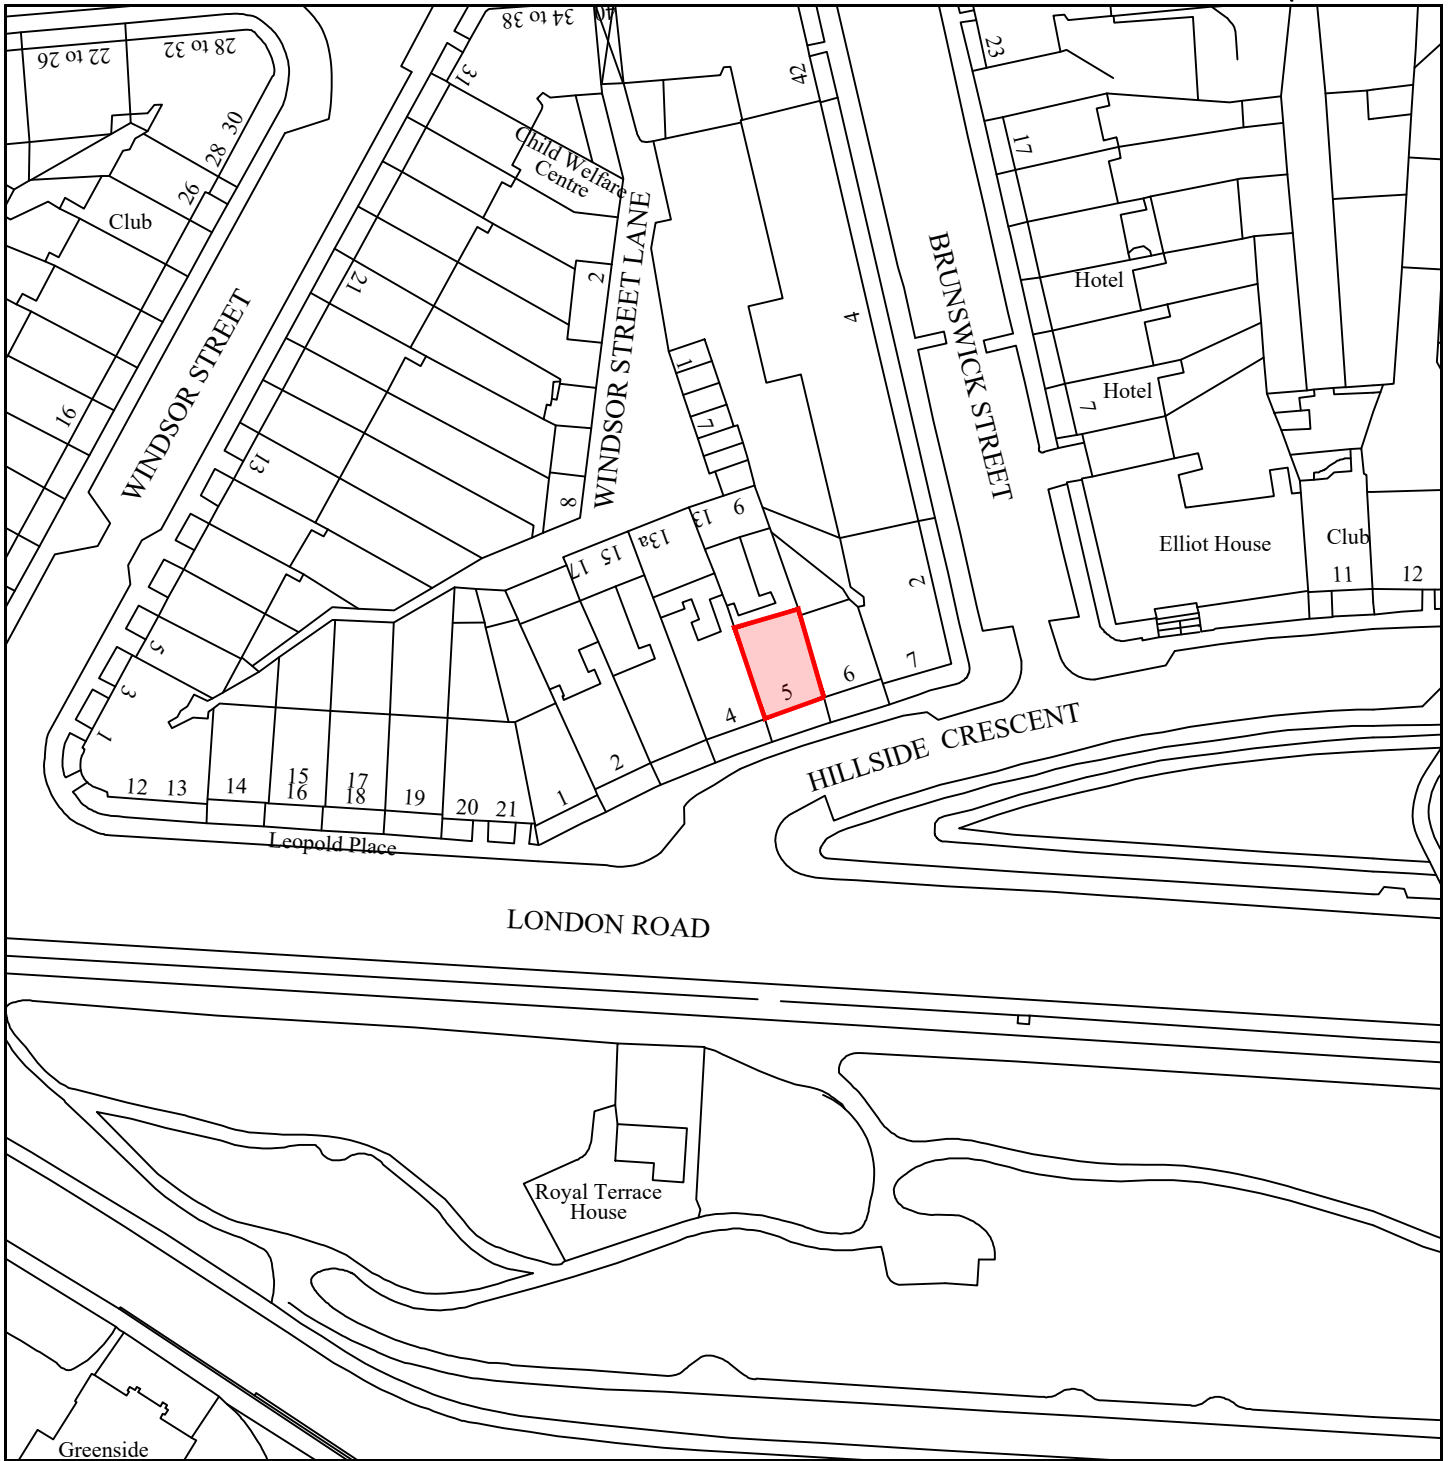 34 to 38
40
22 to 26
28 to 32
31
42
23
30
28
26
17
Child Welfare
Centre
Club
WINDSOR STREET LANE
2
21
Hotel
BRUNSWICK STREET
4
WINDSOR STREET
1
Hotel
7
16
7
13
8
9
13
13a
15
17
Elliot House
Club
11
12
2
5
3
1
6
7
5
4
2
1
HILLSIDE CRESCENT
12
13
14
15
16
17
18
19
20
21
Leopold Place
LONDON ROAD
Royal Terrace
House
Greenside